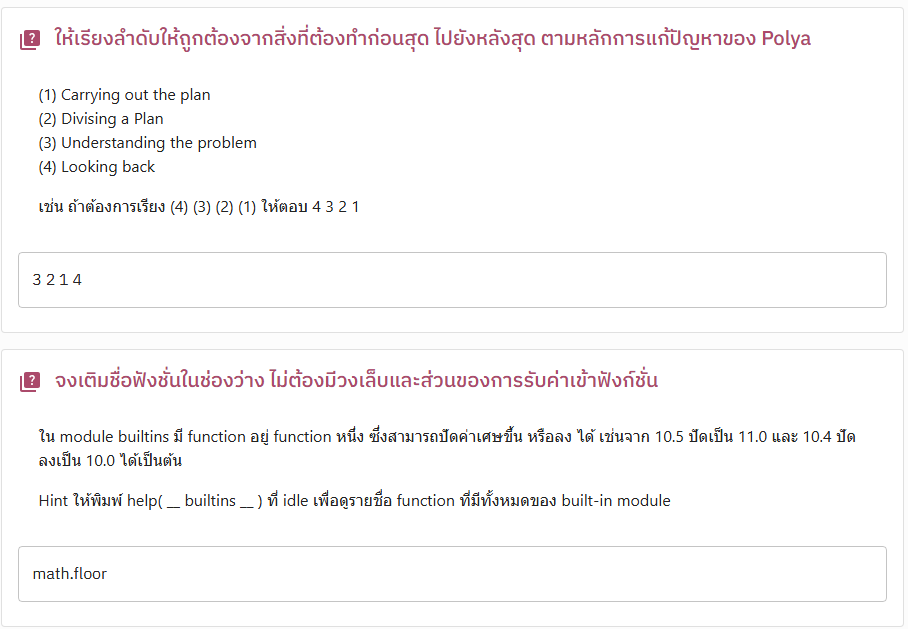 ให้เรียงลำดับให้ถูกต้องจากสิ่งที่ต้องทำก่อนสุด ไปยังหลังสุด ตามหลักการแก้ปัญหาของ Polya
(1) Carrying out the plan
(2) Divising a Plan
(3) Understanding the problem
(4) Looking back
เช่น ถ้าต้องการเรียง (4) (3) (2) (1) ให้ตอบ 4 3 2 1
3 2 1 4
จงเติมชื่อฟังชั่นในช่องว่าง ไม่ต้องมีวงเล็บและส่วนของการรับค่าเข้าฟังก์ชั่น
ใน module builtins มี function อยู่ function หนึ่ง ซึ่งสามารถปัดค่าเศษขึ้น หรือลง ได้ เช่นจาก 10.5 ปัดเป็น 11.0 และ 10.4 ปัด
ลงเป็น 10.0 ได้เป็นต้น
Hint ให้พิมพ์ help( __ builtins __ ) ที่ idle เพื่อดูรายชื่อ function ที่มีทั้งหมดของ built-in module
math.floor